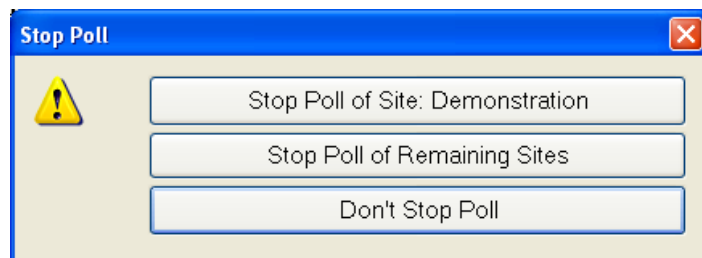 Stop Poll
Stop Poll of Site: Demonstration
Stop Poll of Remaining Sites
Don't Stop Poll